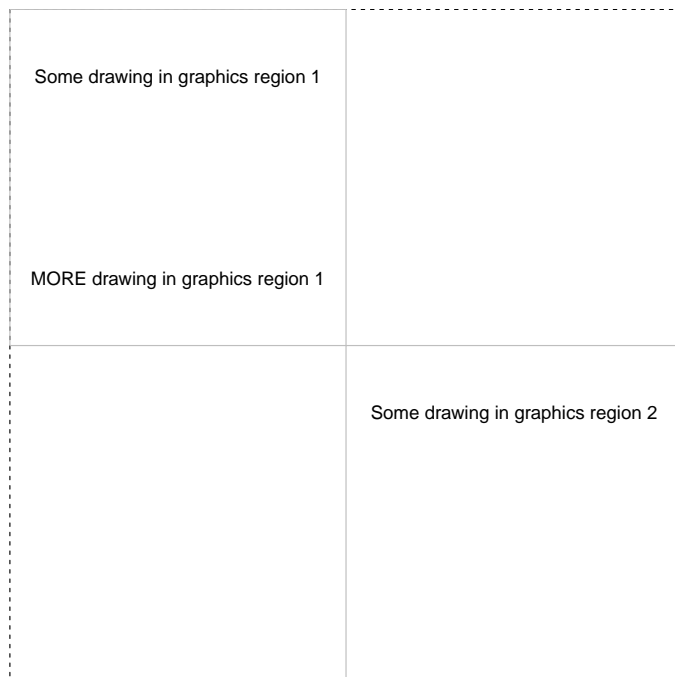 Some drawing in graphics region 1
MORE drawing in graphics region 1
Some drawing in graphics region 2